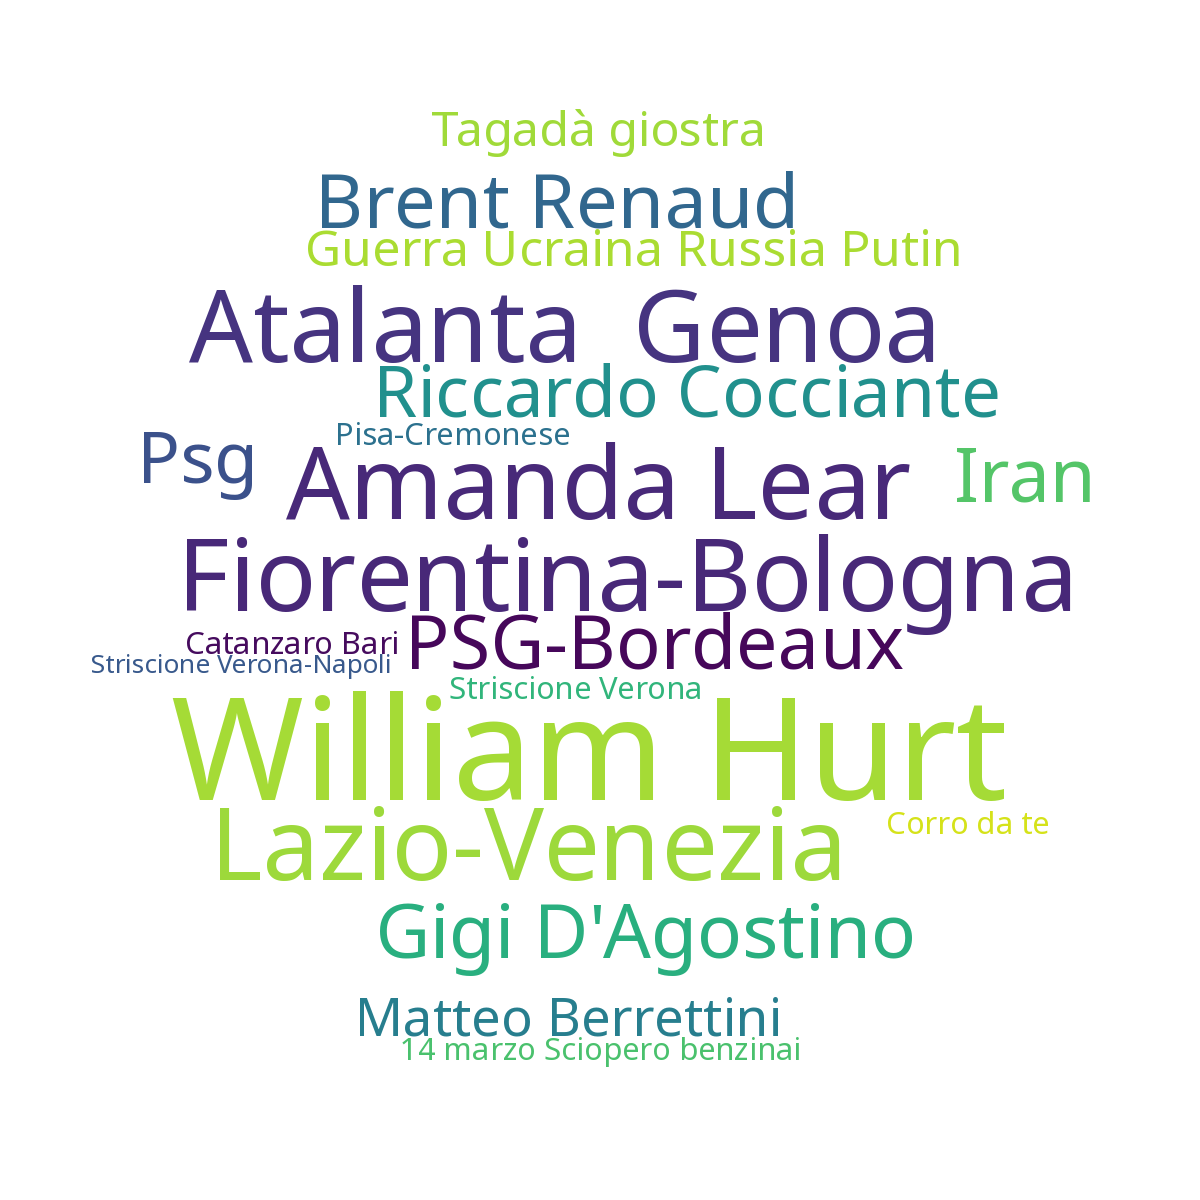 Tagadà giostra
Brent Renaud
Guerra Ucraina Russia Putin
Atalanta  Genoa
Riccardo Cocciante
Pisa-Cremonese
Psg
Amanda Lear
Iran
Fiorentina-Bologna
Catanzaro Bari
PSG-Bordeaux
Striscione Verona-Napoli
Striscione Verona
William Hurt
Lazio-Venezia
Corro da te
Gigi D'Agostino
Matteo Berrettini
14 marzo Sciopero benzinai